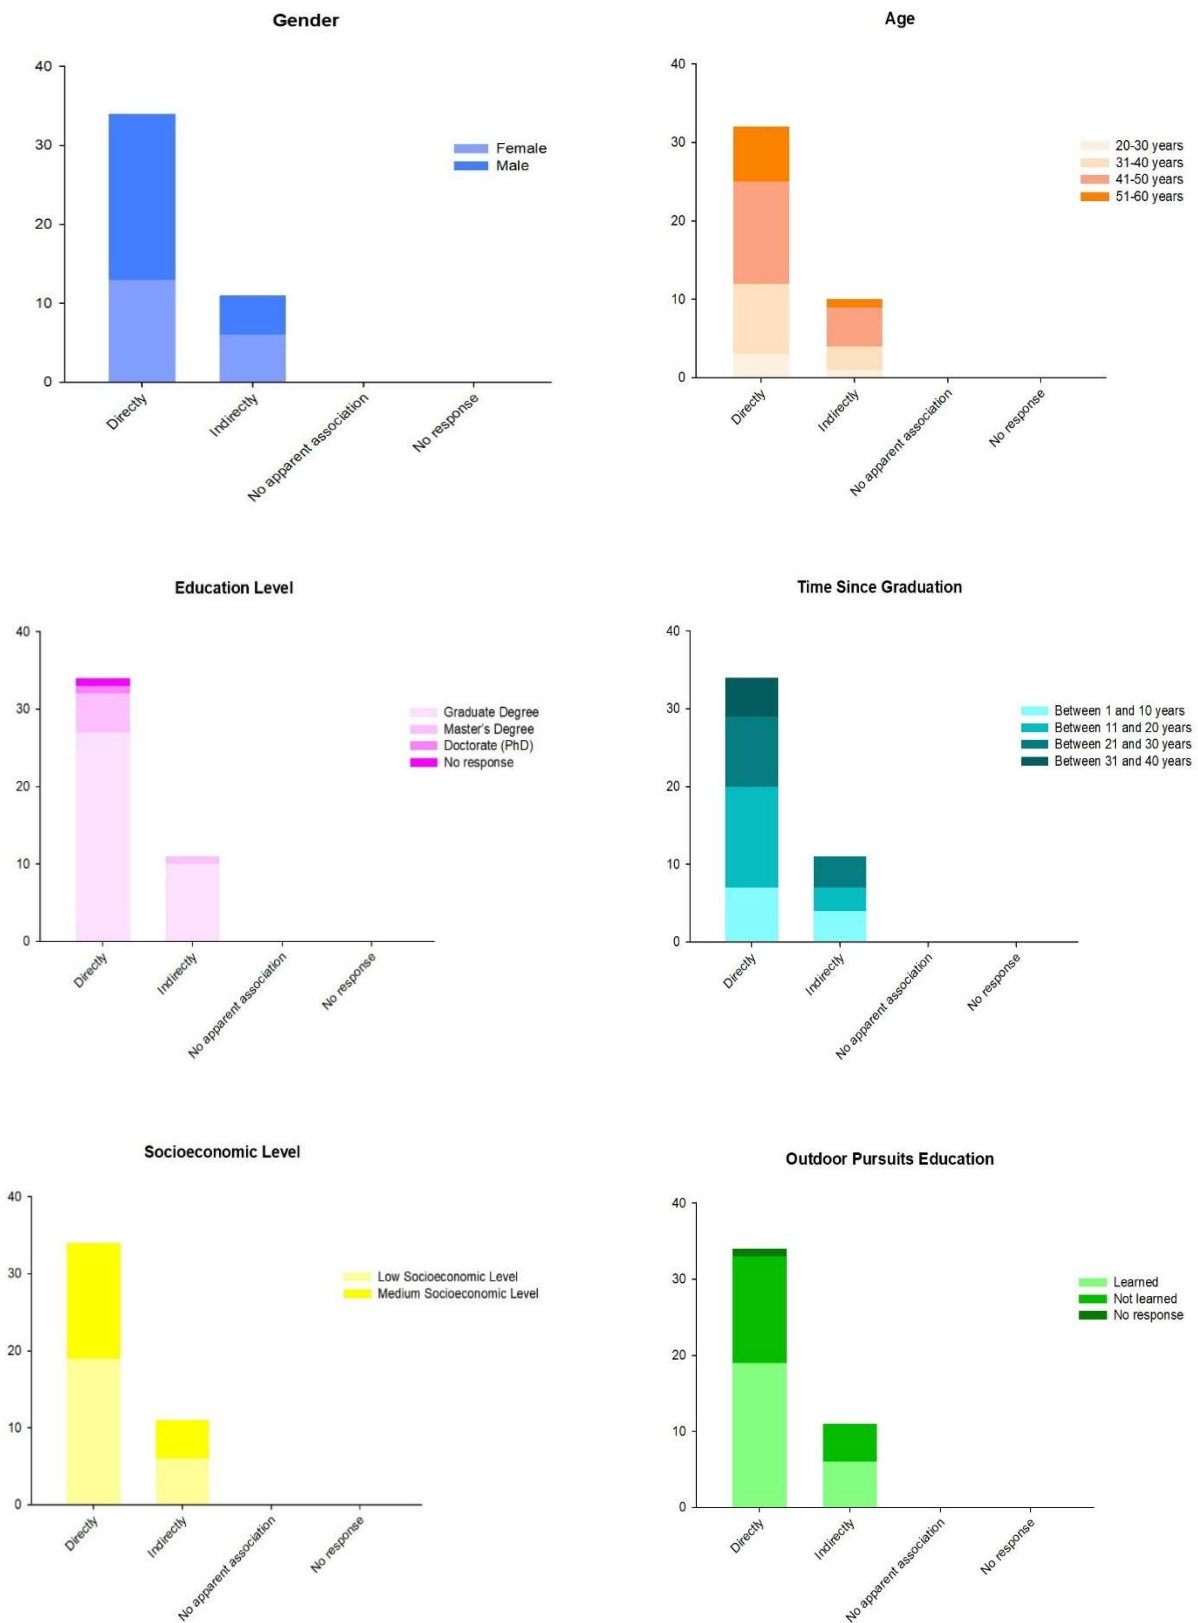 Gender
40
30
20
10
0
Female
Male
Directly
Indirectly
No apparent association
No response
Age
40
30
20
10
0
20-30 years
31-40 years
41-50 years
51-60 years
Directly
Indirectly
No apparent association
No response
Education Level
40
30
20
10
0
Graduate Degree
Master's Degree
Doctorate (PhD)
No response
Directly
Indirectly
No apparent association
No response
Time Since Graduation
40
30
20
10
0
Between 1 and 10 years
Between 11 and 20 years
Between 21 and 30 years
Between 31 and 40 years
Directly
Indirectly
No apparent association
No response
Socioeconomic Level
40
30
20
10
0
Low Socioeconomic Level
Medium Socioeconomic Level
Directly
Indirectly
No apparent association
No response
Outdoor Pursuits Education
40
30
20
10
0
Learned
Not learned
No response
Directly
Indirectly
No apparent association
No response